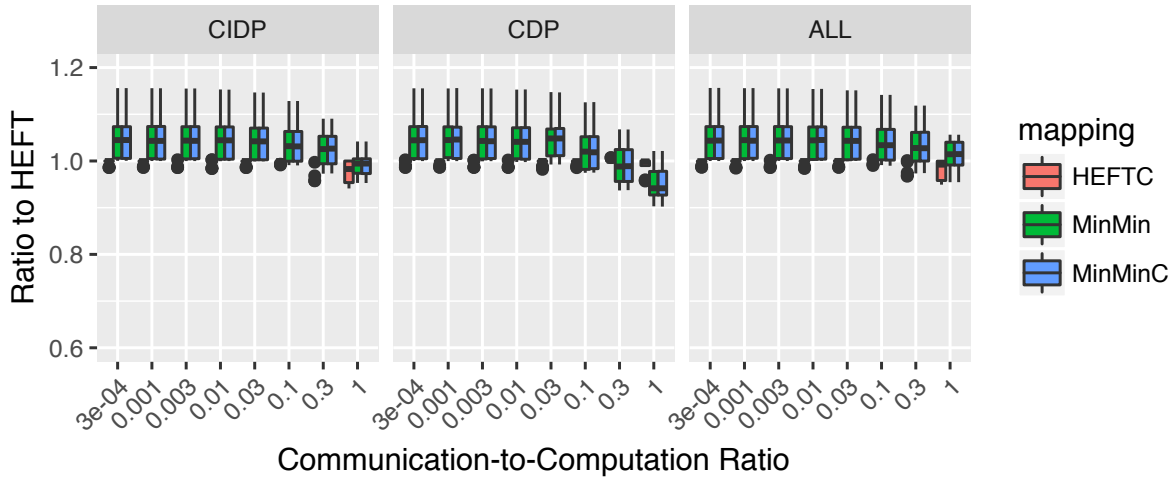 CIDP CDP ALL
Ratio to HEFT
1.2
1.0
0.8
0.6
3e-04 0.001 0.003 0.01 0.03 0.1 0.3 1
3e-04 0.001 0.003 0.01 0.03 0.1 0.3 1
3e-04 0.001 0.003 0.01 0.03 0.1 0.3 1
Communication-to-Computation Ratio
mapping
HEFTC
MinMin
MinMinC